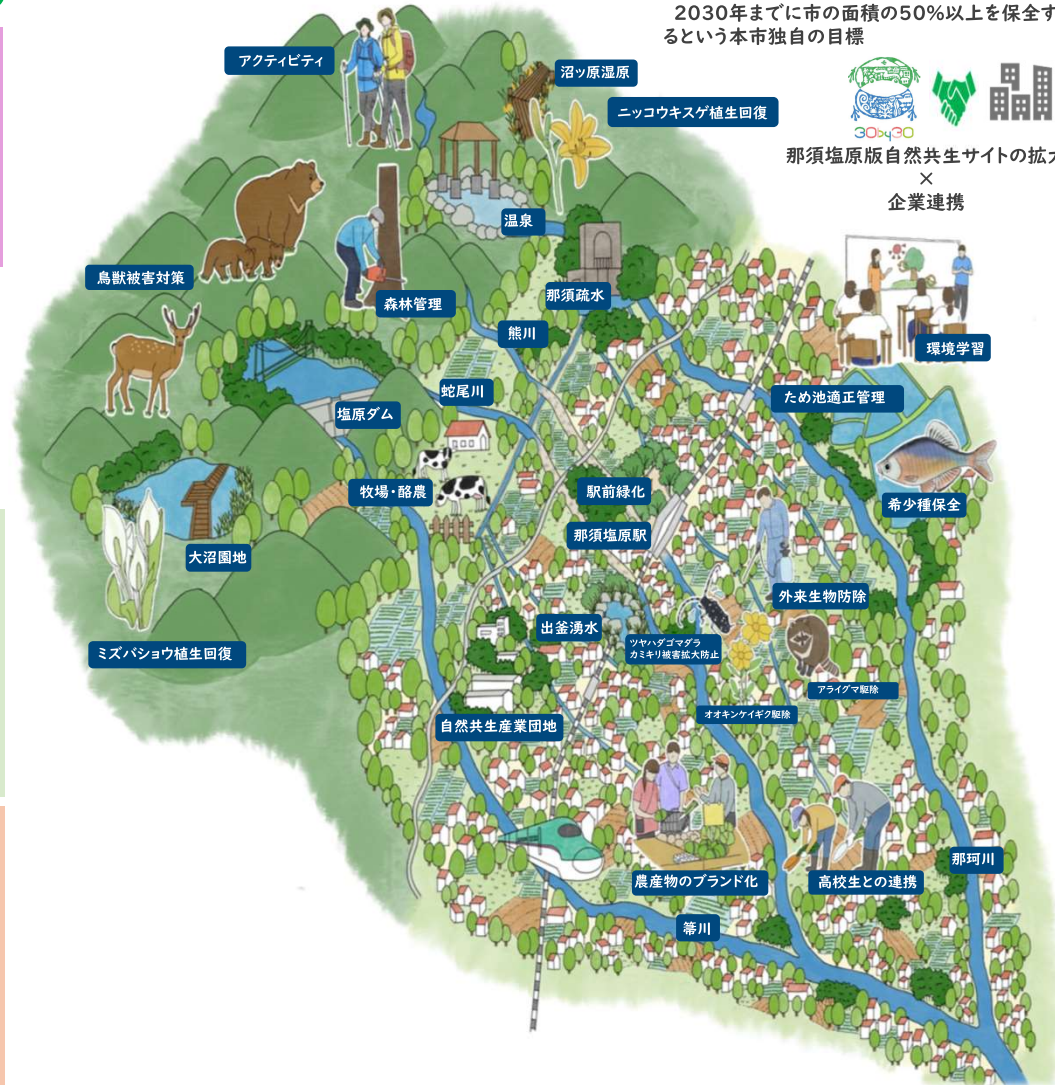 2030年までに市の面積の50%以上を保全す
るという本市独自の目標
30by30
那須塩原版自然共生サイトの拡
×
企業連携
アクティビティ
沼ッ原湿原
ニッコウキスゲ植生回復
温泉
鳥獣被害対策
森林管理
那須疏水
熊川
環境学習
蛇尾川
塩原ダム
ため池適正管理
牧場・酪農
駅前緑化
希少種保全
那須塩原駅
大沼園地
外来生物防除
出釜湧水
ツヤハダゴマダラ
カミキリ被害拡大防止
ミズバショウ植生回復
アライグマ駆除
オオキンケイギク駆除
自然共生産業団地
那珂川
農産物のブランド化
高校生との連携
箒川